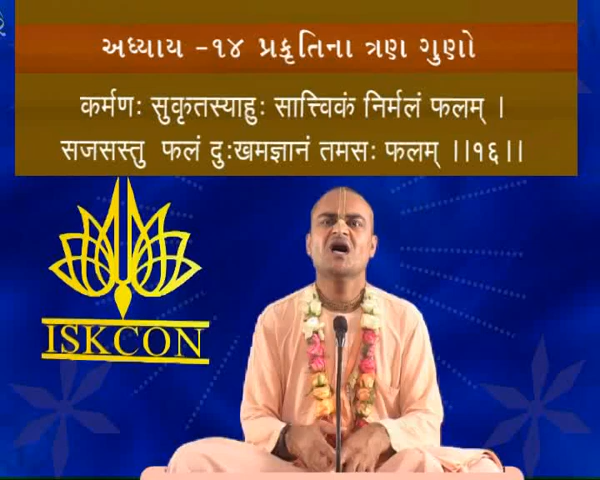 અધ્યાય -૧૪ પ્રકૃતિના ત્રણ ગુણો
कर्मणः सुकृतस्याहुः सात्त्विकं निर्मलं फलम् ।
सजसस्तु फलं दुःखमज्ञानं तमसः फलम् ।।१६।।
ISKCON